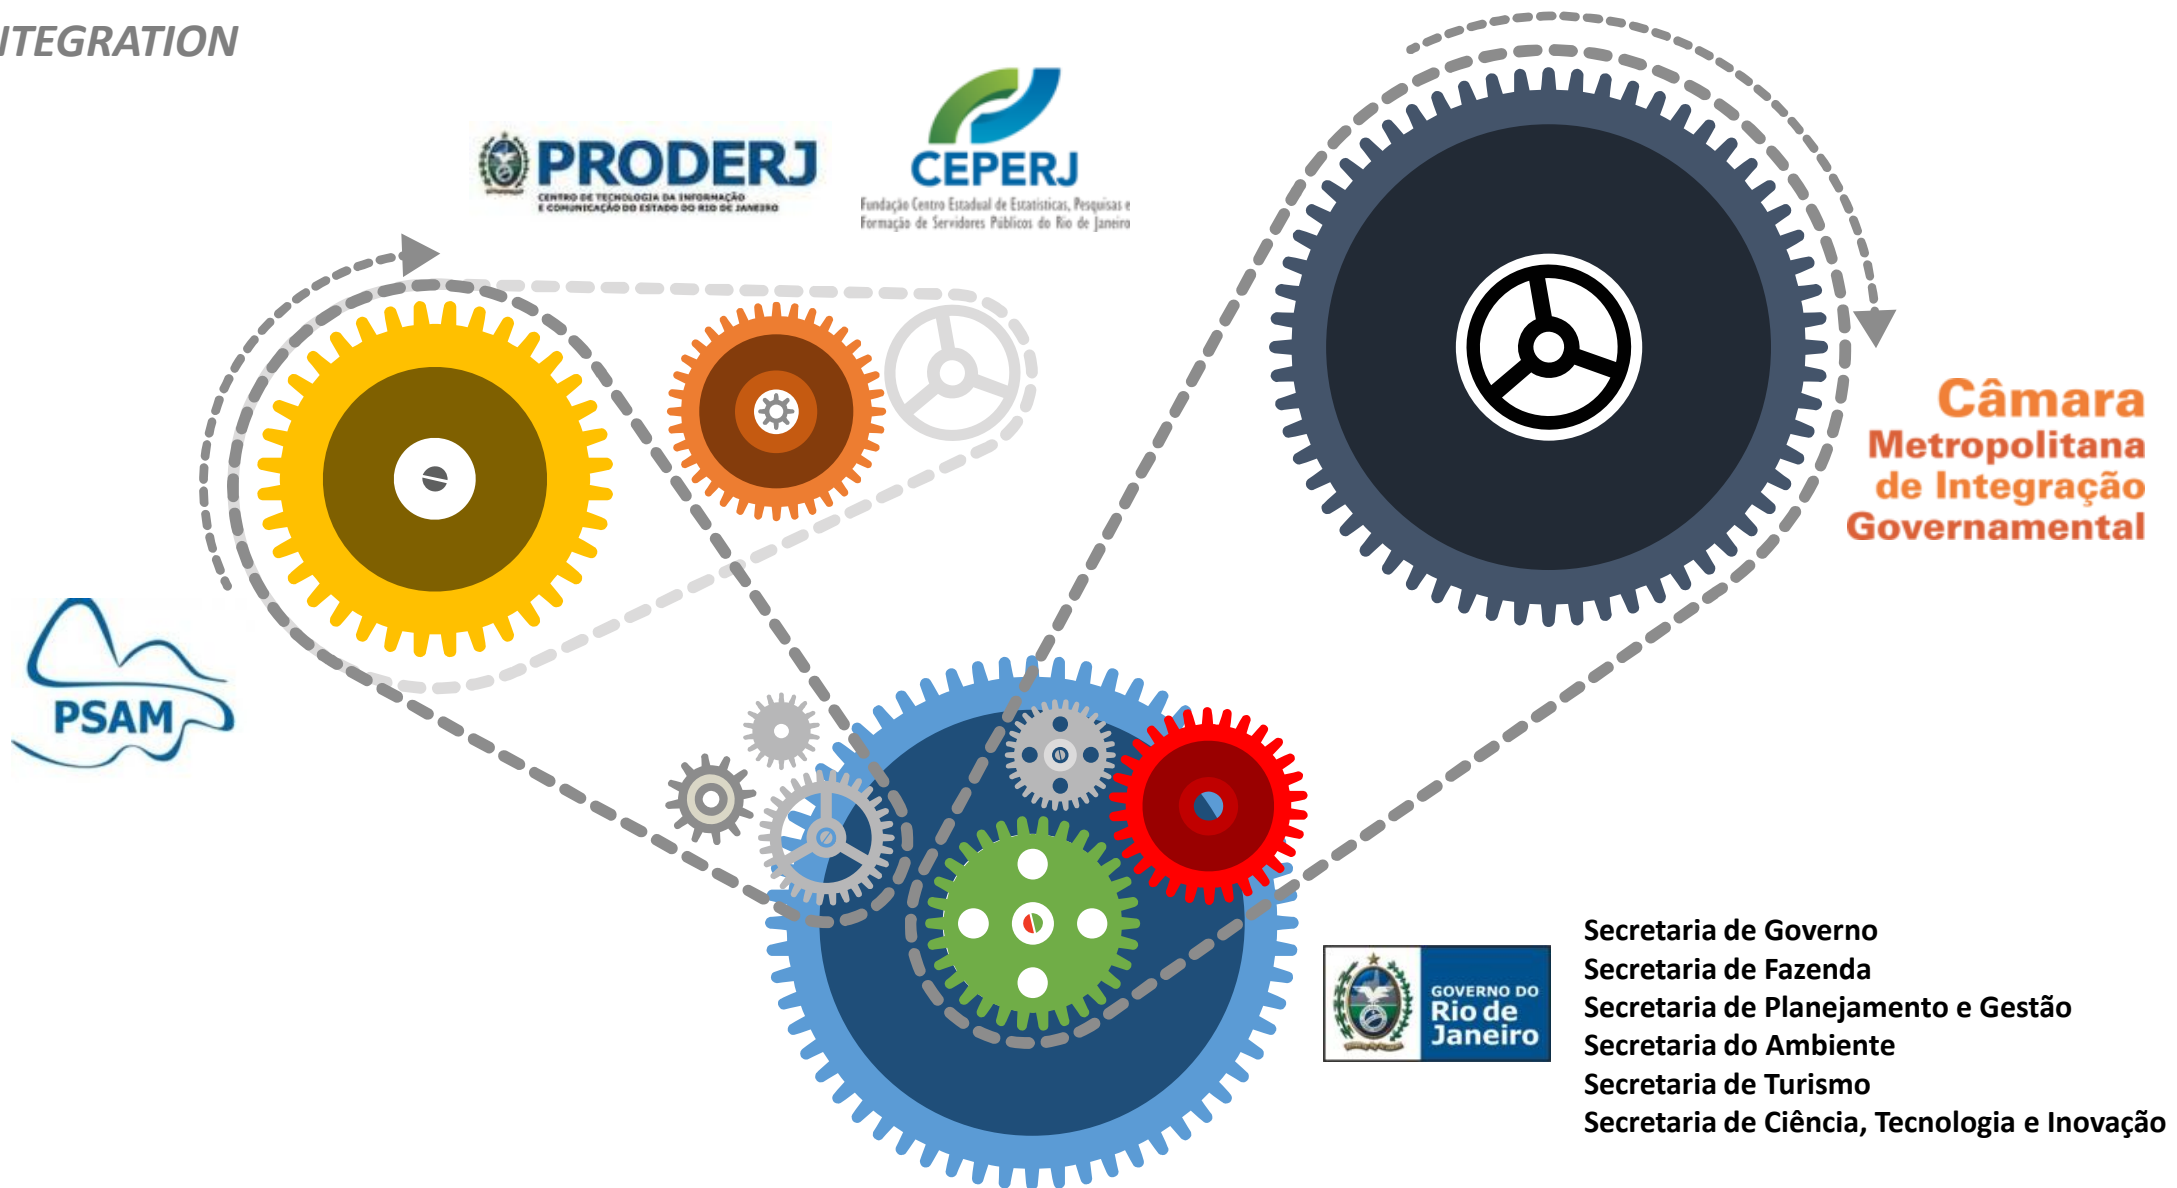 NTEGRATION
PRODERJ
CENTRO DE TECNOLOGIA DA INFORMAÇÃO
E COMUNICAÇÃO DO ESTADO DO RIO DE JANEIRO
CEPERJ
Fundação Centro Estadual de Estatísticas, Pesquisas e
Formação de Servidores Públicos do Rio de Janeiro
Câmara
Metropolitana
de Integração
Governamental
PSAM
GOVERNO DO
Rio de
Janeiro
Secretaria de Governo
Secretaria de Fazenda
Secretaria de Planejamento e Gestão
Secretaria do Ambiente
Secretaria de Turismo
Secretaria de Ciência, Tecnologia e Inovação